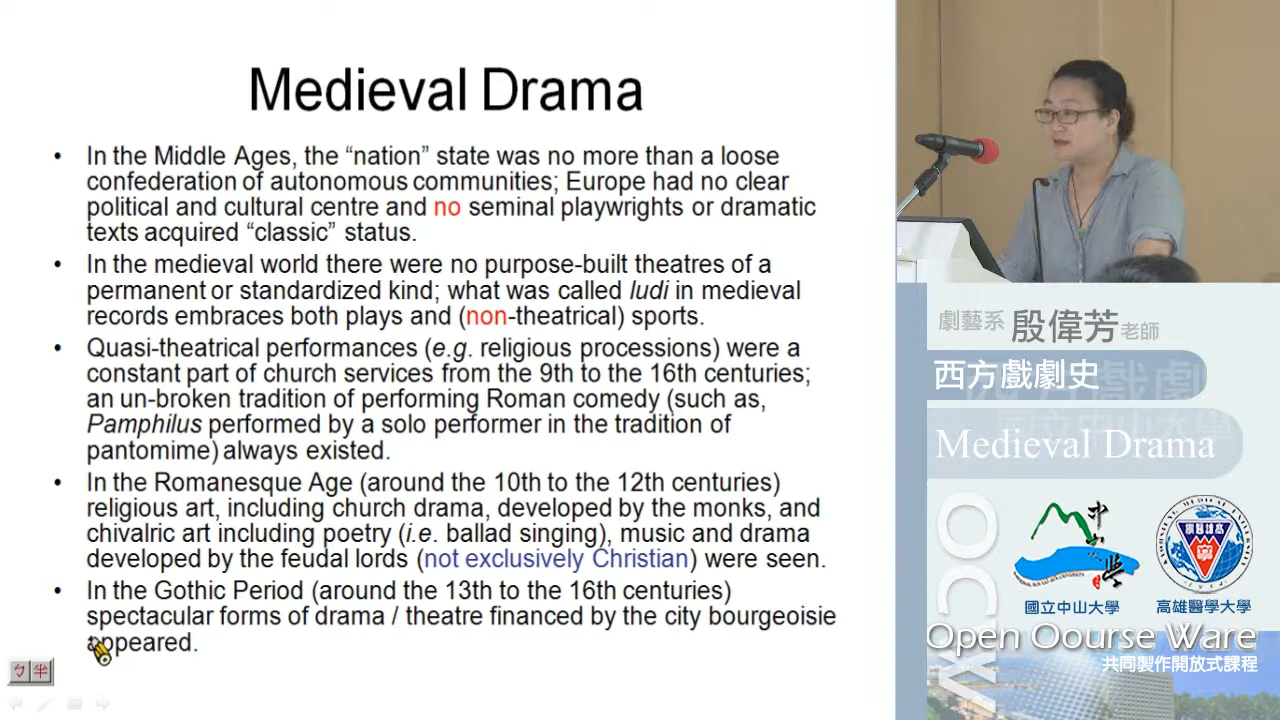 Medieval Drama
• In the Middle Ages, the “nation” state was no more than a loose
confederation of autonomous communities; Europe had no clear
political and cultural centre and no seminal playwrights or dramatic
texts acquired “classic” status.
• In the medieval world there were no purpose-built theatres of a
permanent or standardized kind; what was called ludi in medieval
records embraces both plays and (non-theatrical) sports.
• Quasi-theatrical performances (e.g. religious processions) were a
constant part of church services from the 9th to the 16th centuries;
an un-broken tradition of performing Roman comedy (such as,
Pamphilus performed by a solo performer in the tradition of
pantomime) always existed.
• In the Romanesque Age (around the 10th to the 12th centuries)
religious art, including church drama, developed by the monks, and
chivalric art including poetry (i.e. ballad singing), music and drama
developed by the feudal lords (not exclusively Christian) were seen.
• In the Gothic Period (around the 13th to the 16th centuries)
spectacular forms of drama / theatre financed by the city bourgeoisie
appeared.
ㄅ半
劇藝系 殷偉芳老師
西方戲劇史
Medieval Drama
OCW
中山大學
國立中山大學
高雄醫學大學
Open Oourse Ware
共同製作開放式課程